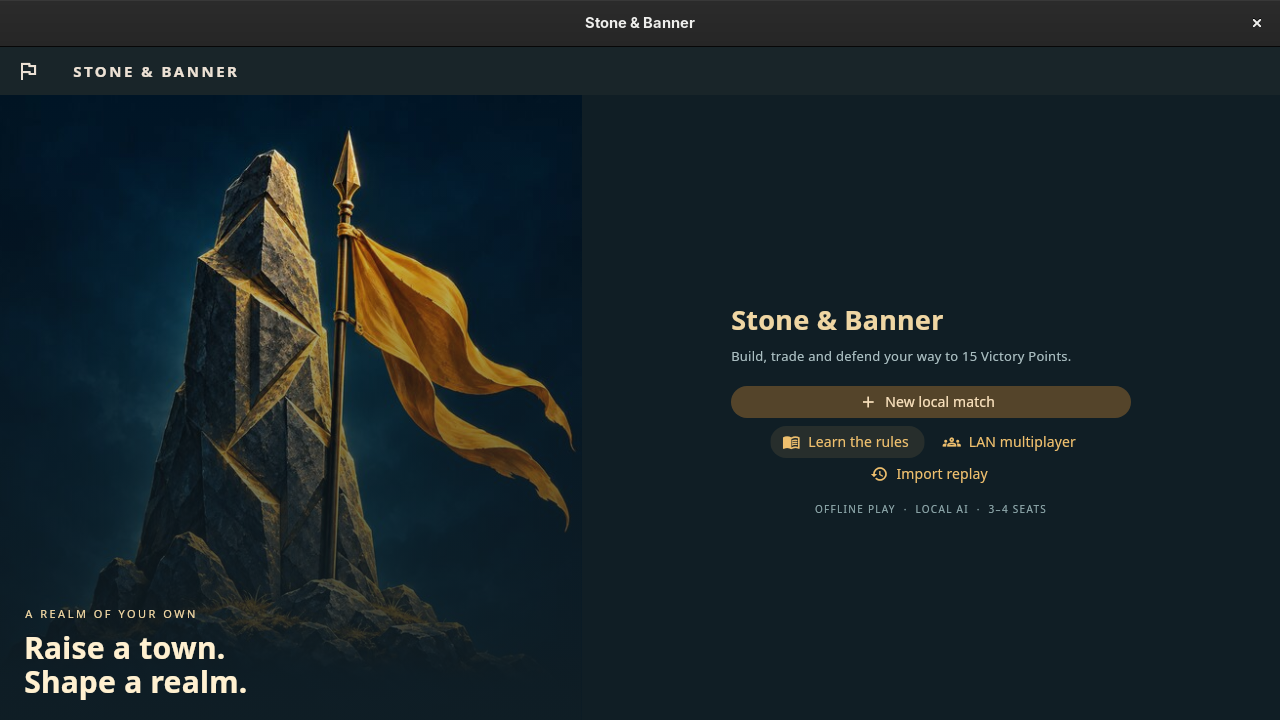 Stone & Banner
STONE & BANNER
A REALM OF YOUR OWN
Raise a town.
Shape a realm.
Stone & Banner
Build, trade and defend your way to 15 Victory Points.
New local match
Learn the rules
LAN multiplayer
Import replay
OFFLINE PLAY · LOCAL AI · 3–4 SEATS